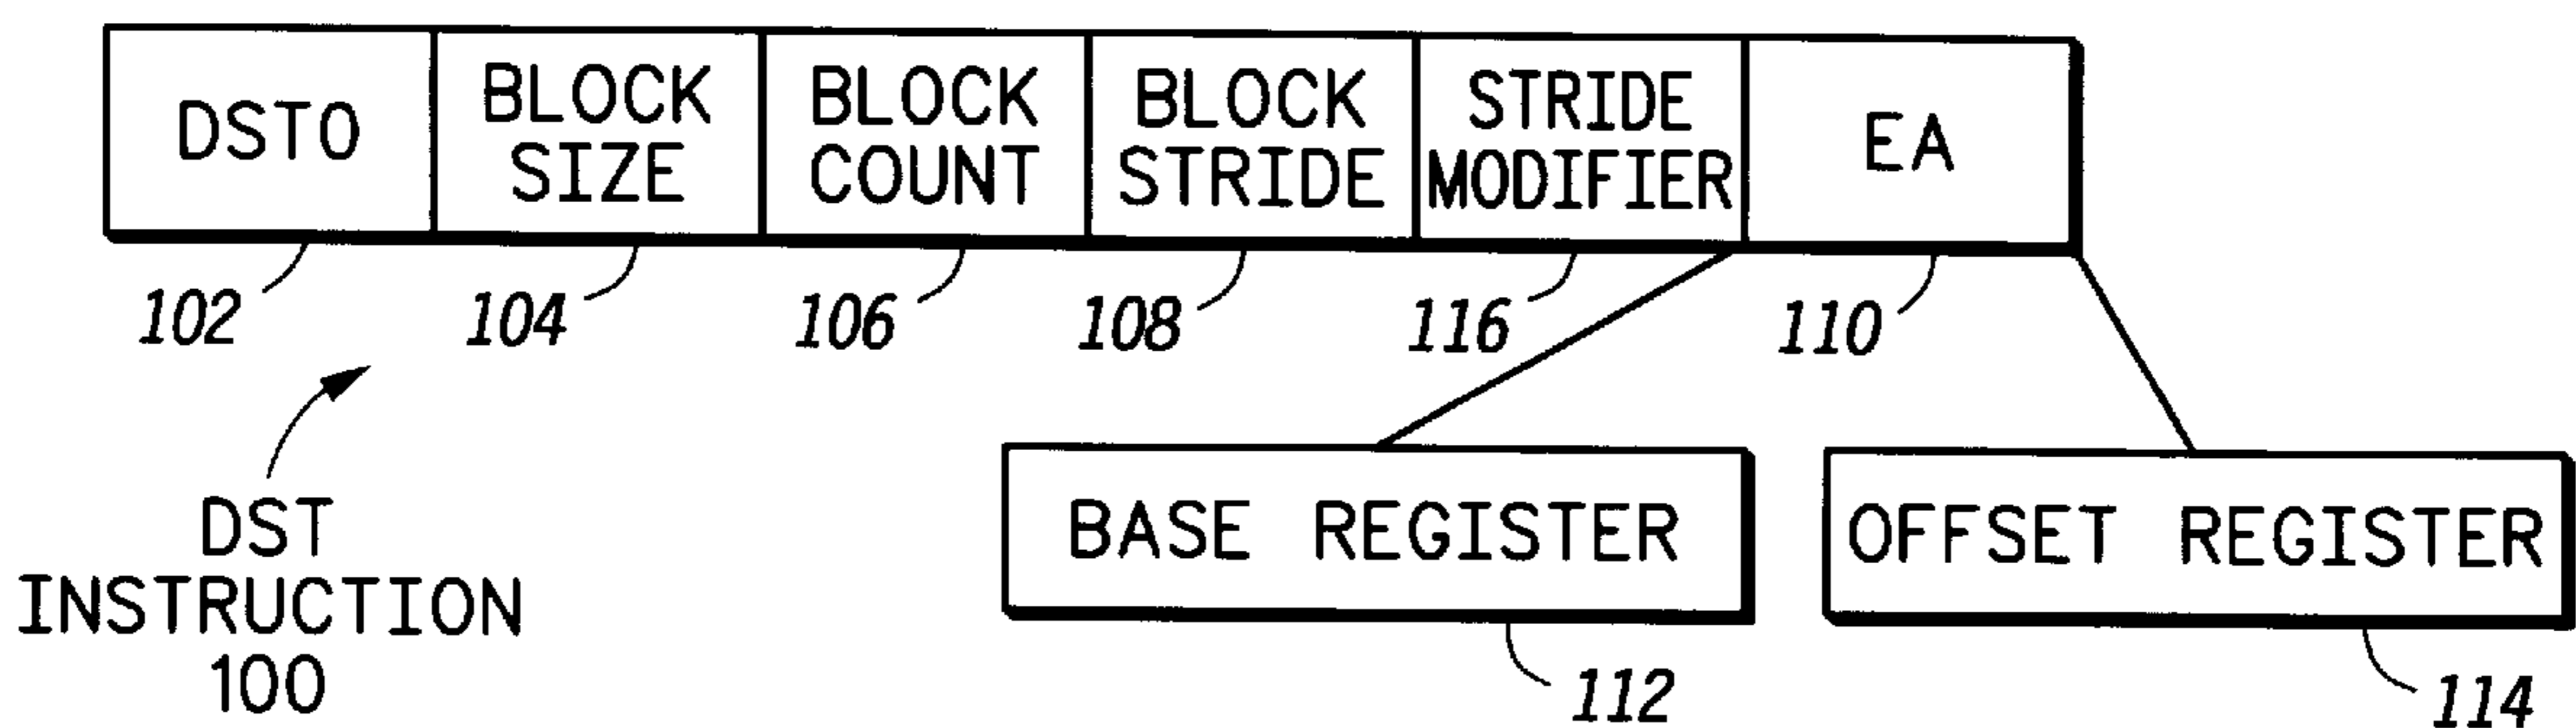 DST0
BLOCK
SIZE
BLOCK
COUNT
BLOCK
STRIDE
STRIDE
MODIFIER
EA
102
104
106
108
116
110
DST
INSTRUCTION
100
BASE REGISTER
OFFSET REGISTER
112
114